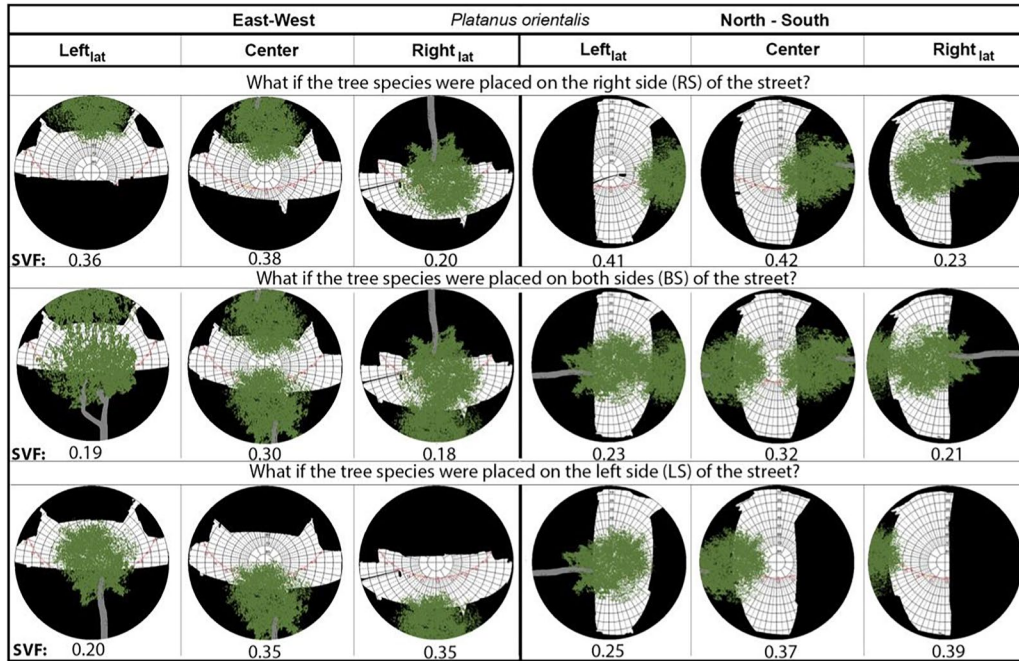 East-West Platanus orientalis North - South
Leftlat Center Rightlat Leftlat Center Rightlat
What if the tree species were placed on the right side (RS) of the street?
SVF: 0.36 0.38 0.20 0.41 0.42 0.23
What if the tree species were placed on both sides (BS) of the street?
SVF: 0.19 0.30 0.18 0.23 0.32 0.21
What if the tree species were placed on the left side (LS) of the street?
SVF: 0.20 0.35 0.35 0.25 0.37 0.39